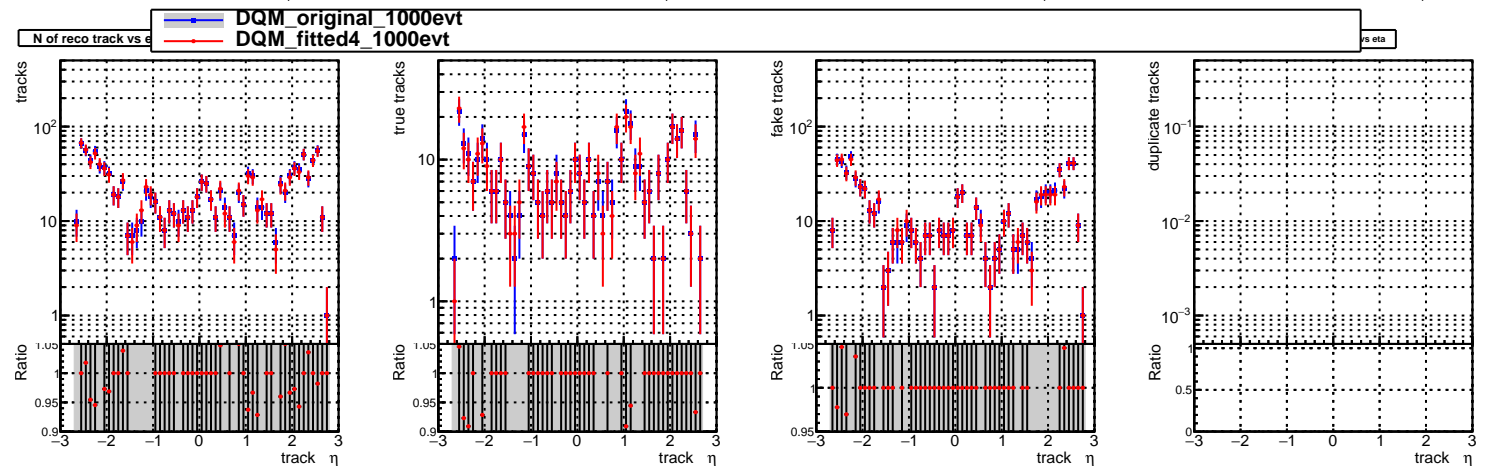 DQM_original_1000evt
DQM_fitted4_1000evt
N of reco track vs e
vs eta
tracks
10²
10
1
Ratio
1.05
1
0.95
0.9
−3 −2 −1 0 1 2 3
track η
true tracks
10
1
Ratio
1.05
1
0.95
0.9
−3 −2 −1 0 1 2 3
track η
fake tracks
10²
10
1
Ratio
1.05
1
0.95
−3 −2 −1 0 1 2 3
track η
duplicate tracks
10⁻¹
10⁻²
10⁻³
Ratio
1
0.5
0
−3 −2 −1 0 1 2 3
track η